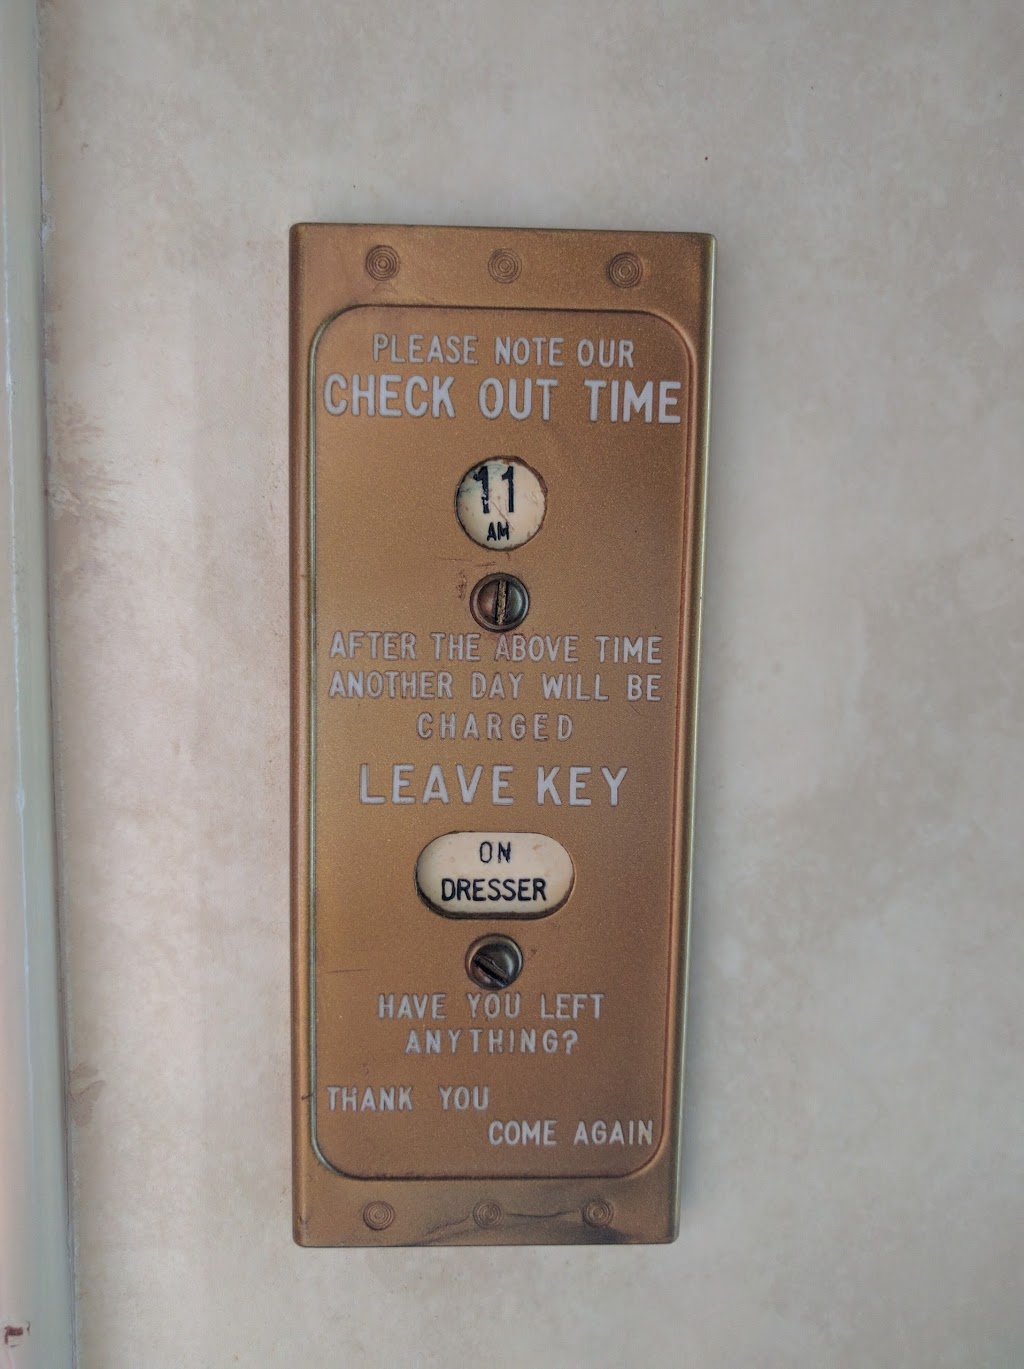 PLEASE NOTE OUR
CHECK OUT TIME
11
AM
AFTER THE ABOVE TIME
ANOTHER DAY WILL BE
CHARGED
LEAVE KEY
ON
DRESSER
HAVE YOU LEFT
ANYTHING?
THANK YOU
COME AGAIN